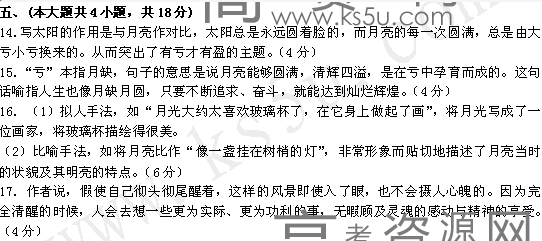 五、(本大题共4小题，共18分)
14.写太阳的作用是与月亮作对比，太阳总是永远圆着脸的，而月亮的每一次圆满，总是由大
亏小亏换来的。从而突出了有亏才有盈的主题。(4分)
15．“亏”本指月缺，句子的意思是说月亮能够圆满，清辉四溢，是在亏中孕育而成的。这句
话喻指人生也像月缺月圆，只要不断追求、奋斗，就能达到灿烂辉煌。(4分)
16．（1）拟人手法，如“月光大约太喜欢玻璃杯了，在它身上做起了画”，将月光写成了一
位画家，将玻璃杯描绘得很美。
（2）比喻手法，如将月亮比作“像一盏挂在树梢的灯”，非常形象而贴切地描述了月亮当时
的状貌及其明亮的特点。(6分)
17．作者说，假使自己彻头彻尾醒着，这样的风景即使入了眼，也不会摄人心魄的。因为完
全清醒的时候，人会去想一些更为实际、更为功利的事，无暇顾及灵魂的感动与精神的享受。
(4分)
www.ks5u.com
高考资源网